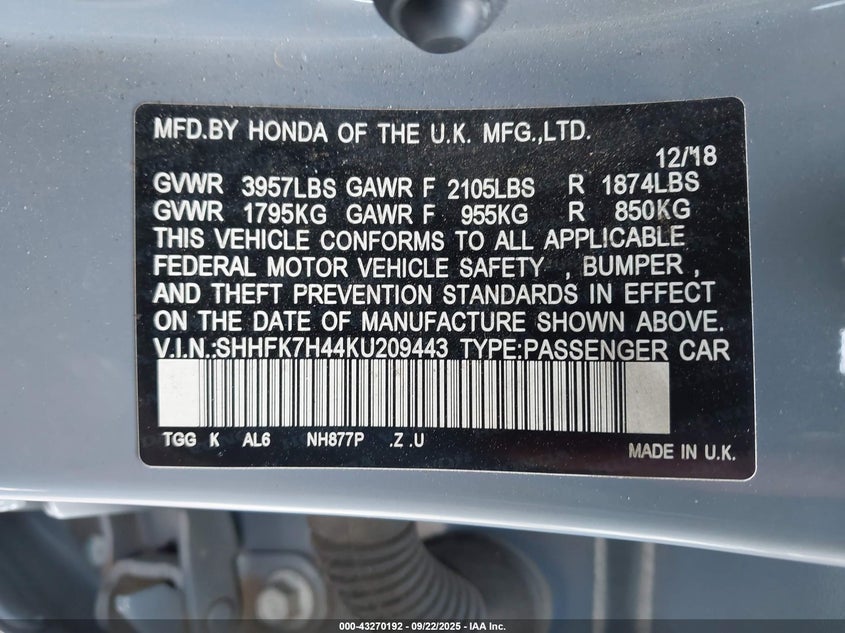 MFD.BY HONDA OF THE U.K. MFG.,LTD.
12/'18
GVWR 3957LBS GAWR F 2105LBS R 1874LBS
GVWR 1795KG GAWR F 955KG R 850KG
THIS VEHICLE CONFORMS TO ALL APPLICABLE
FEDERAL MOTOR VEHICLE SAFETY , BUMPER ,
AND THEFT PREVENTION STANDARDS IN EFFECT
ON THE DATE OF MANUFACTURE SHOWN ABOVE.
V.I.N.:SHHFK7H44KU209443 TYPE:PASSENGER CAR
TGG K AL6 NH877P .Z .U
MADE IN U.K.
000-43270192 - 09/22/2025 - IAA Inc.